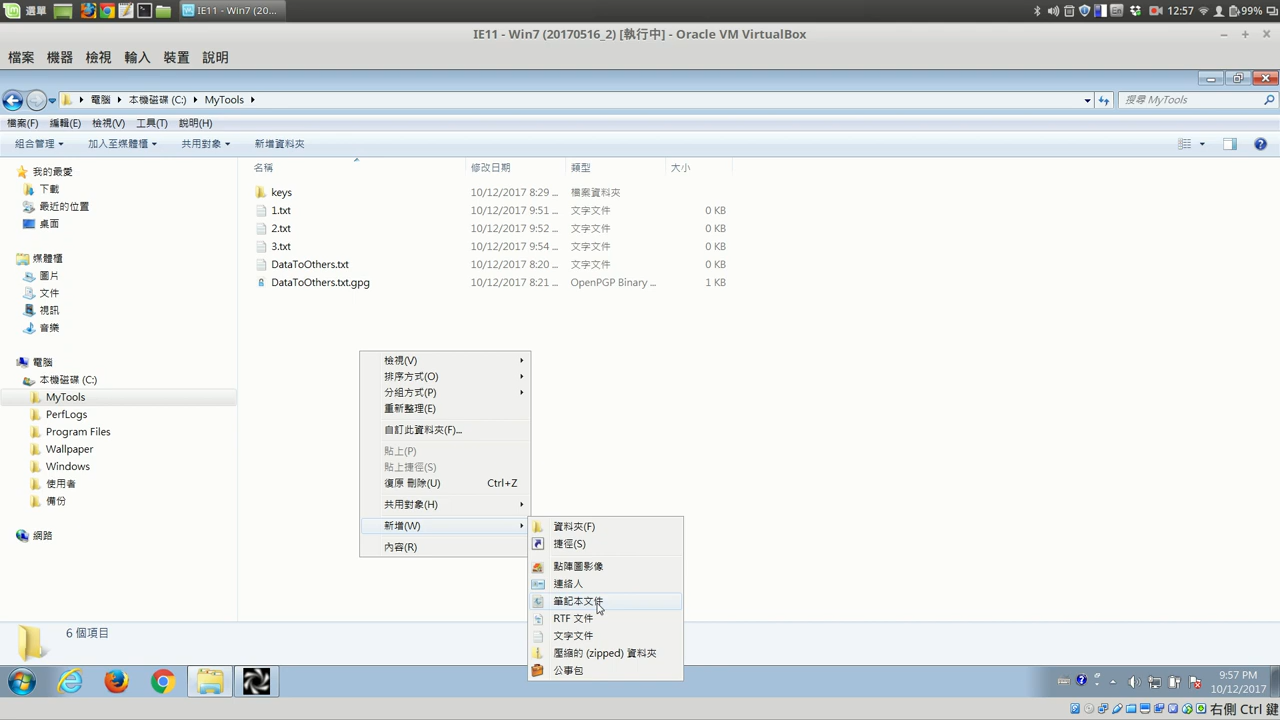 選單
IE11 - Win7 (20...
En
12:57
99%
IE11 - Win7 (20170516_2) [執行中] - Oracle VM VirtualBox
檔案 機器 檢視 輸入 裝置 說明
電腦 本機磁碟 (C:) MyTools
搜尋 MyTools
檔案(F) 編輯(E) 檢視(V) 工具(T) 說明(H)
組合管理 加入至媒體櫃 共用對象 新增資料夾
我的最愛
下載
最近的位置
桌面
媒體櫃
圖片
文件
視訊
音樂
電腦
本機磁碟 (C:)
MyTools
PerfLogs
Program Files
Wallpaper
Windows
使用者
備份
網路
名稱 修改日期 類型 大小
keys 10/12/2017 8:29 ... 檔案資料夾
1.txt 10/12/2017 9:51 ... 文字文件 0 KB
2.txt 10/12/2017 9:52 ... 文字文件 0 KB
3.txt 10/12/2017 9:54 ... 文字文件 0 KB
DataToOthers.txt 10/12/2017 8:20 ... 文字文件 0 KB
DataToOthers.txt.gpg 10/12/2017 8:21 ... OpenPGP Binary ... 1 KB
檢視(V)
排序方式(O)
分組方式(P)
重新整理(E)
自訂此資料夾(F)...
貼上(P)
貼上捷徑(S)
復原 刪除(U) Ctrl+Z
共用對象(H)
新增(W)
內容(R)
資料夾(F)
捷徑(S)
點陣圖影像
連絡人
筆記本文件
RTF 文件
文字文件
壓縮的 (zipped) 資料夾
公事包
6 個項目
9:57 PM
10/12/2017
右側 Ctrl 鍵